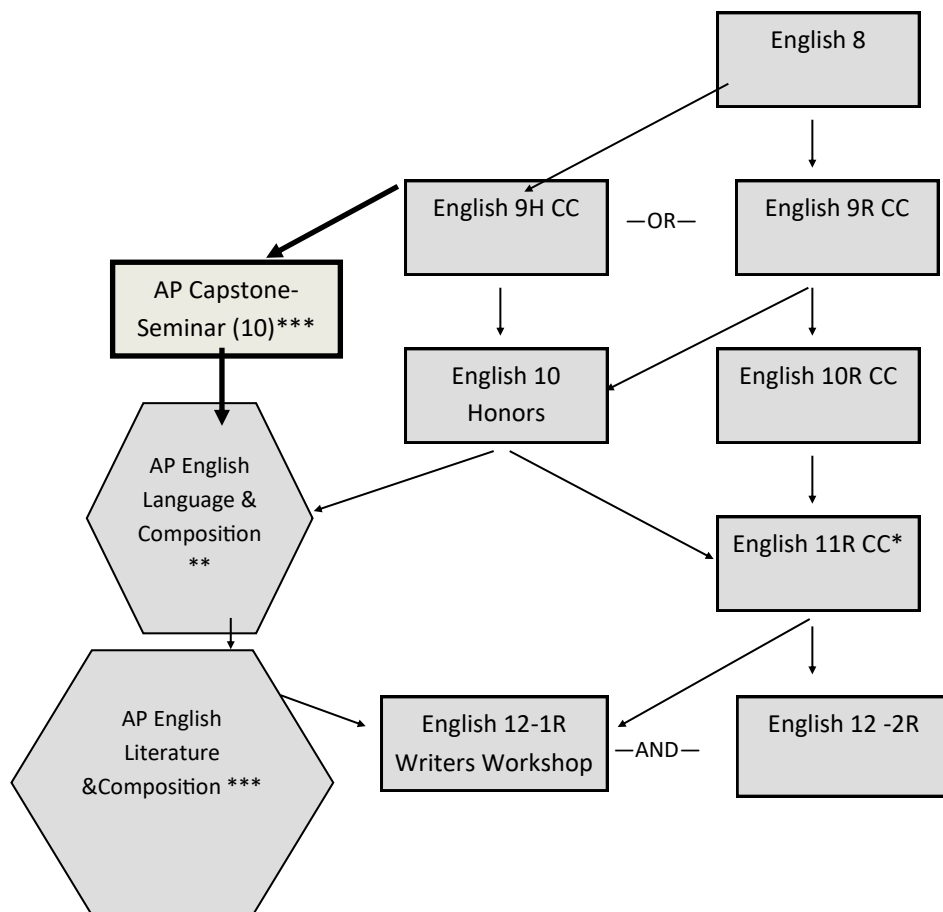 English 8
English 9H CC
—OR—
English 9R CC
AP Capstone-
Seminar (10)***
English 10
Honors
English 10R CC
AP English
Language &
Composition
**
English 11R CC*
AP English
Literature
&Composition ***
English 12-1R
Writers Workshop
—AND—
English 12 -2R